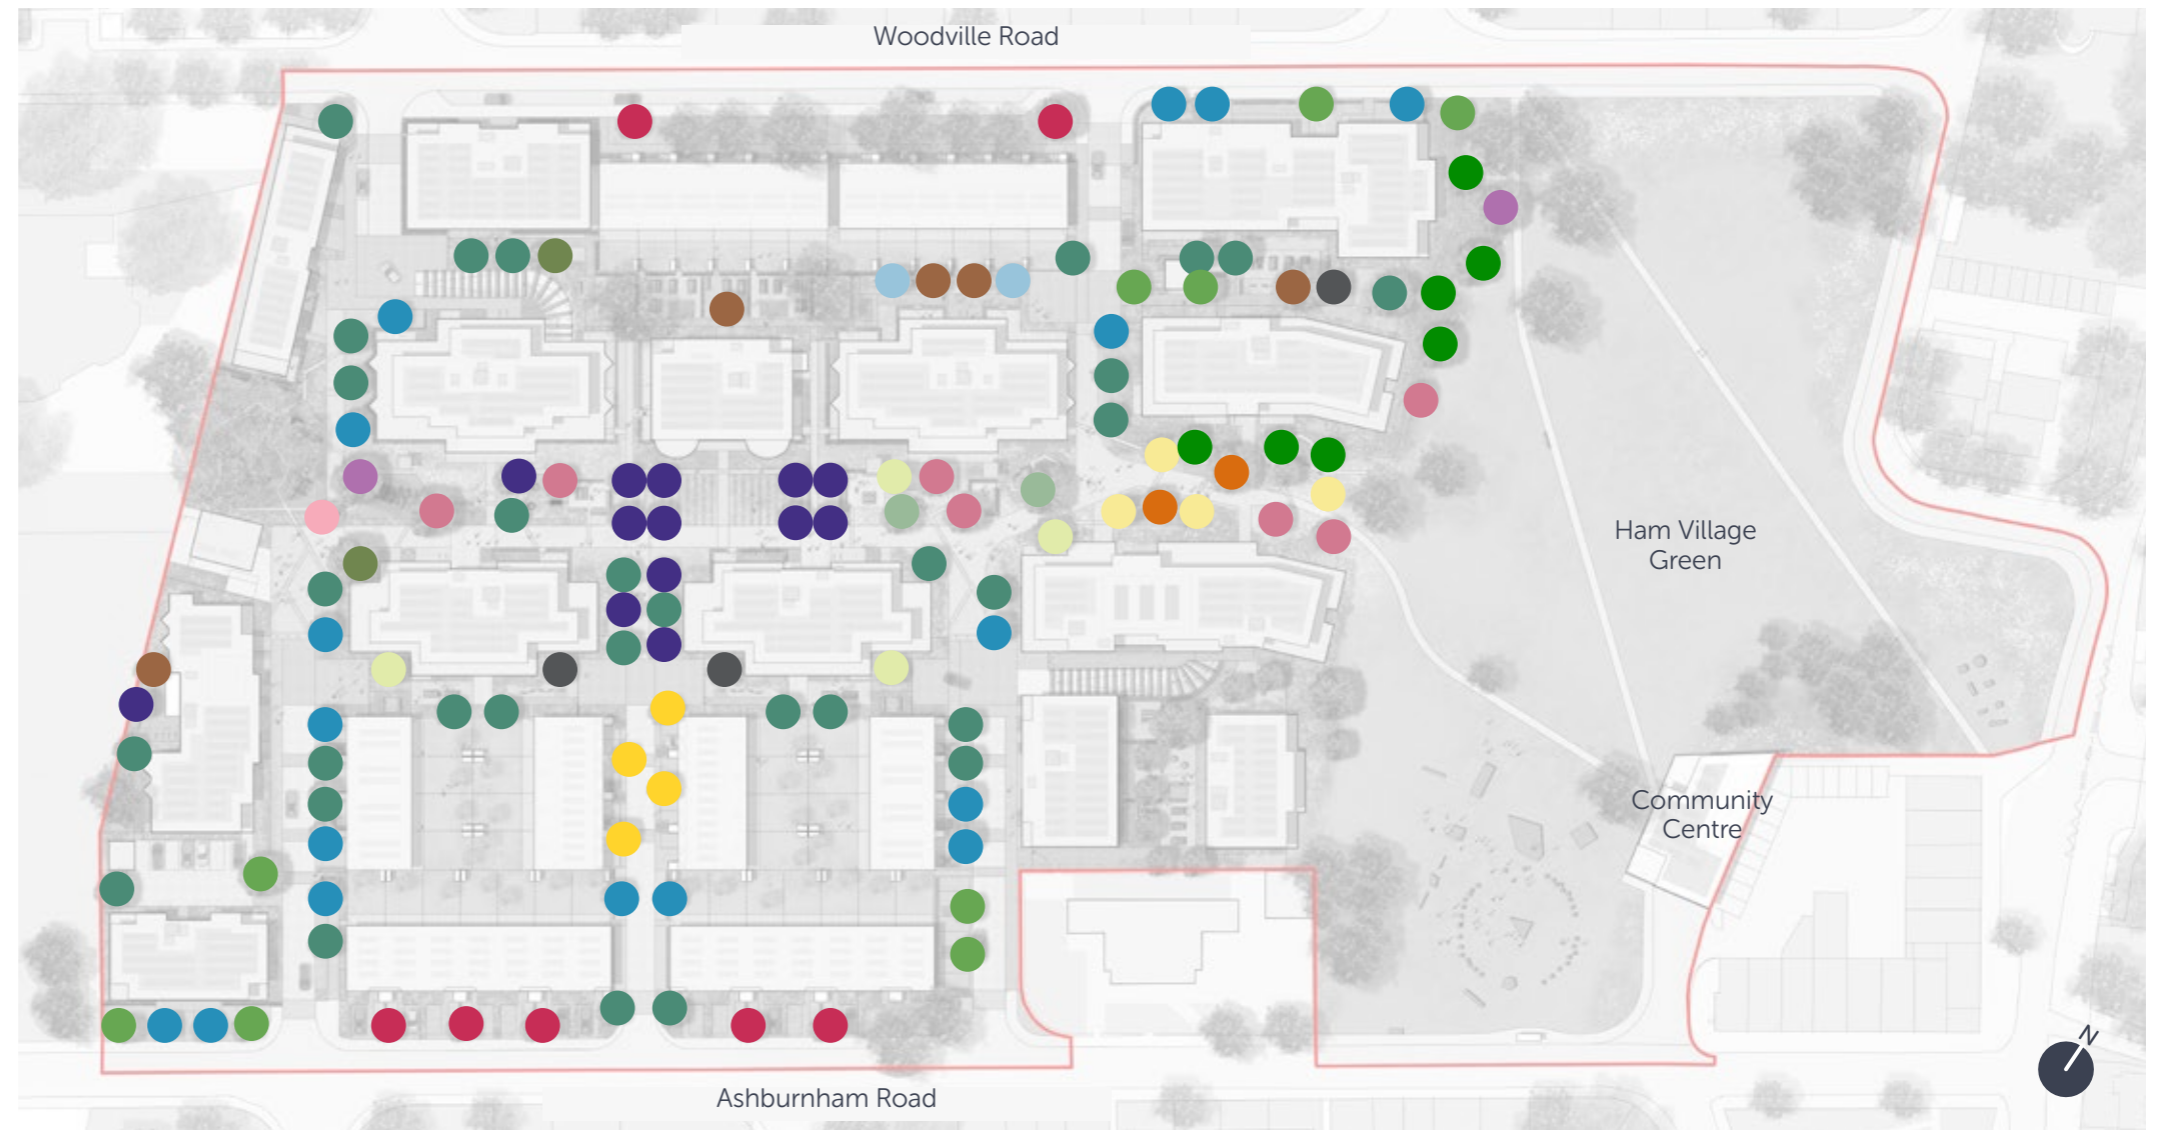 Woodville Road
Ham Village
Green
Community
Centre
N
Ashburnham Road